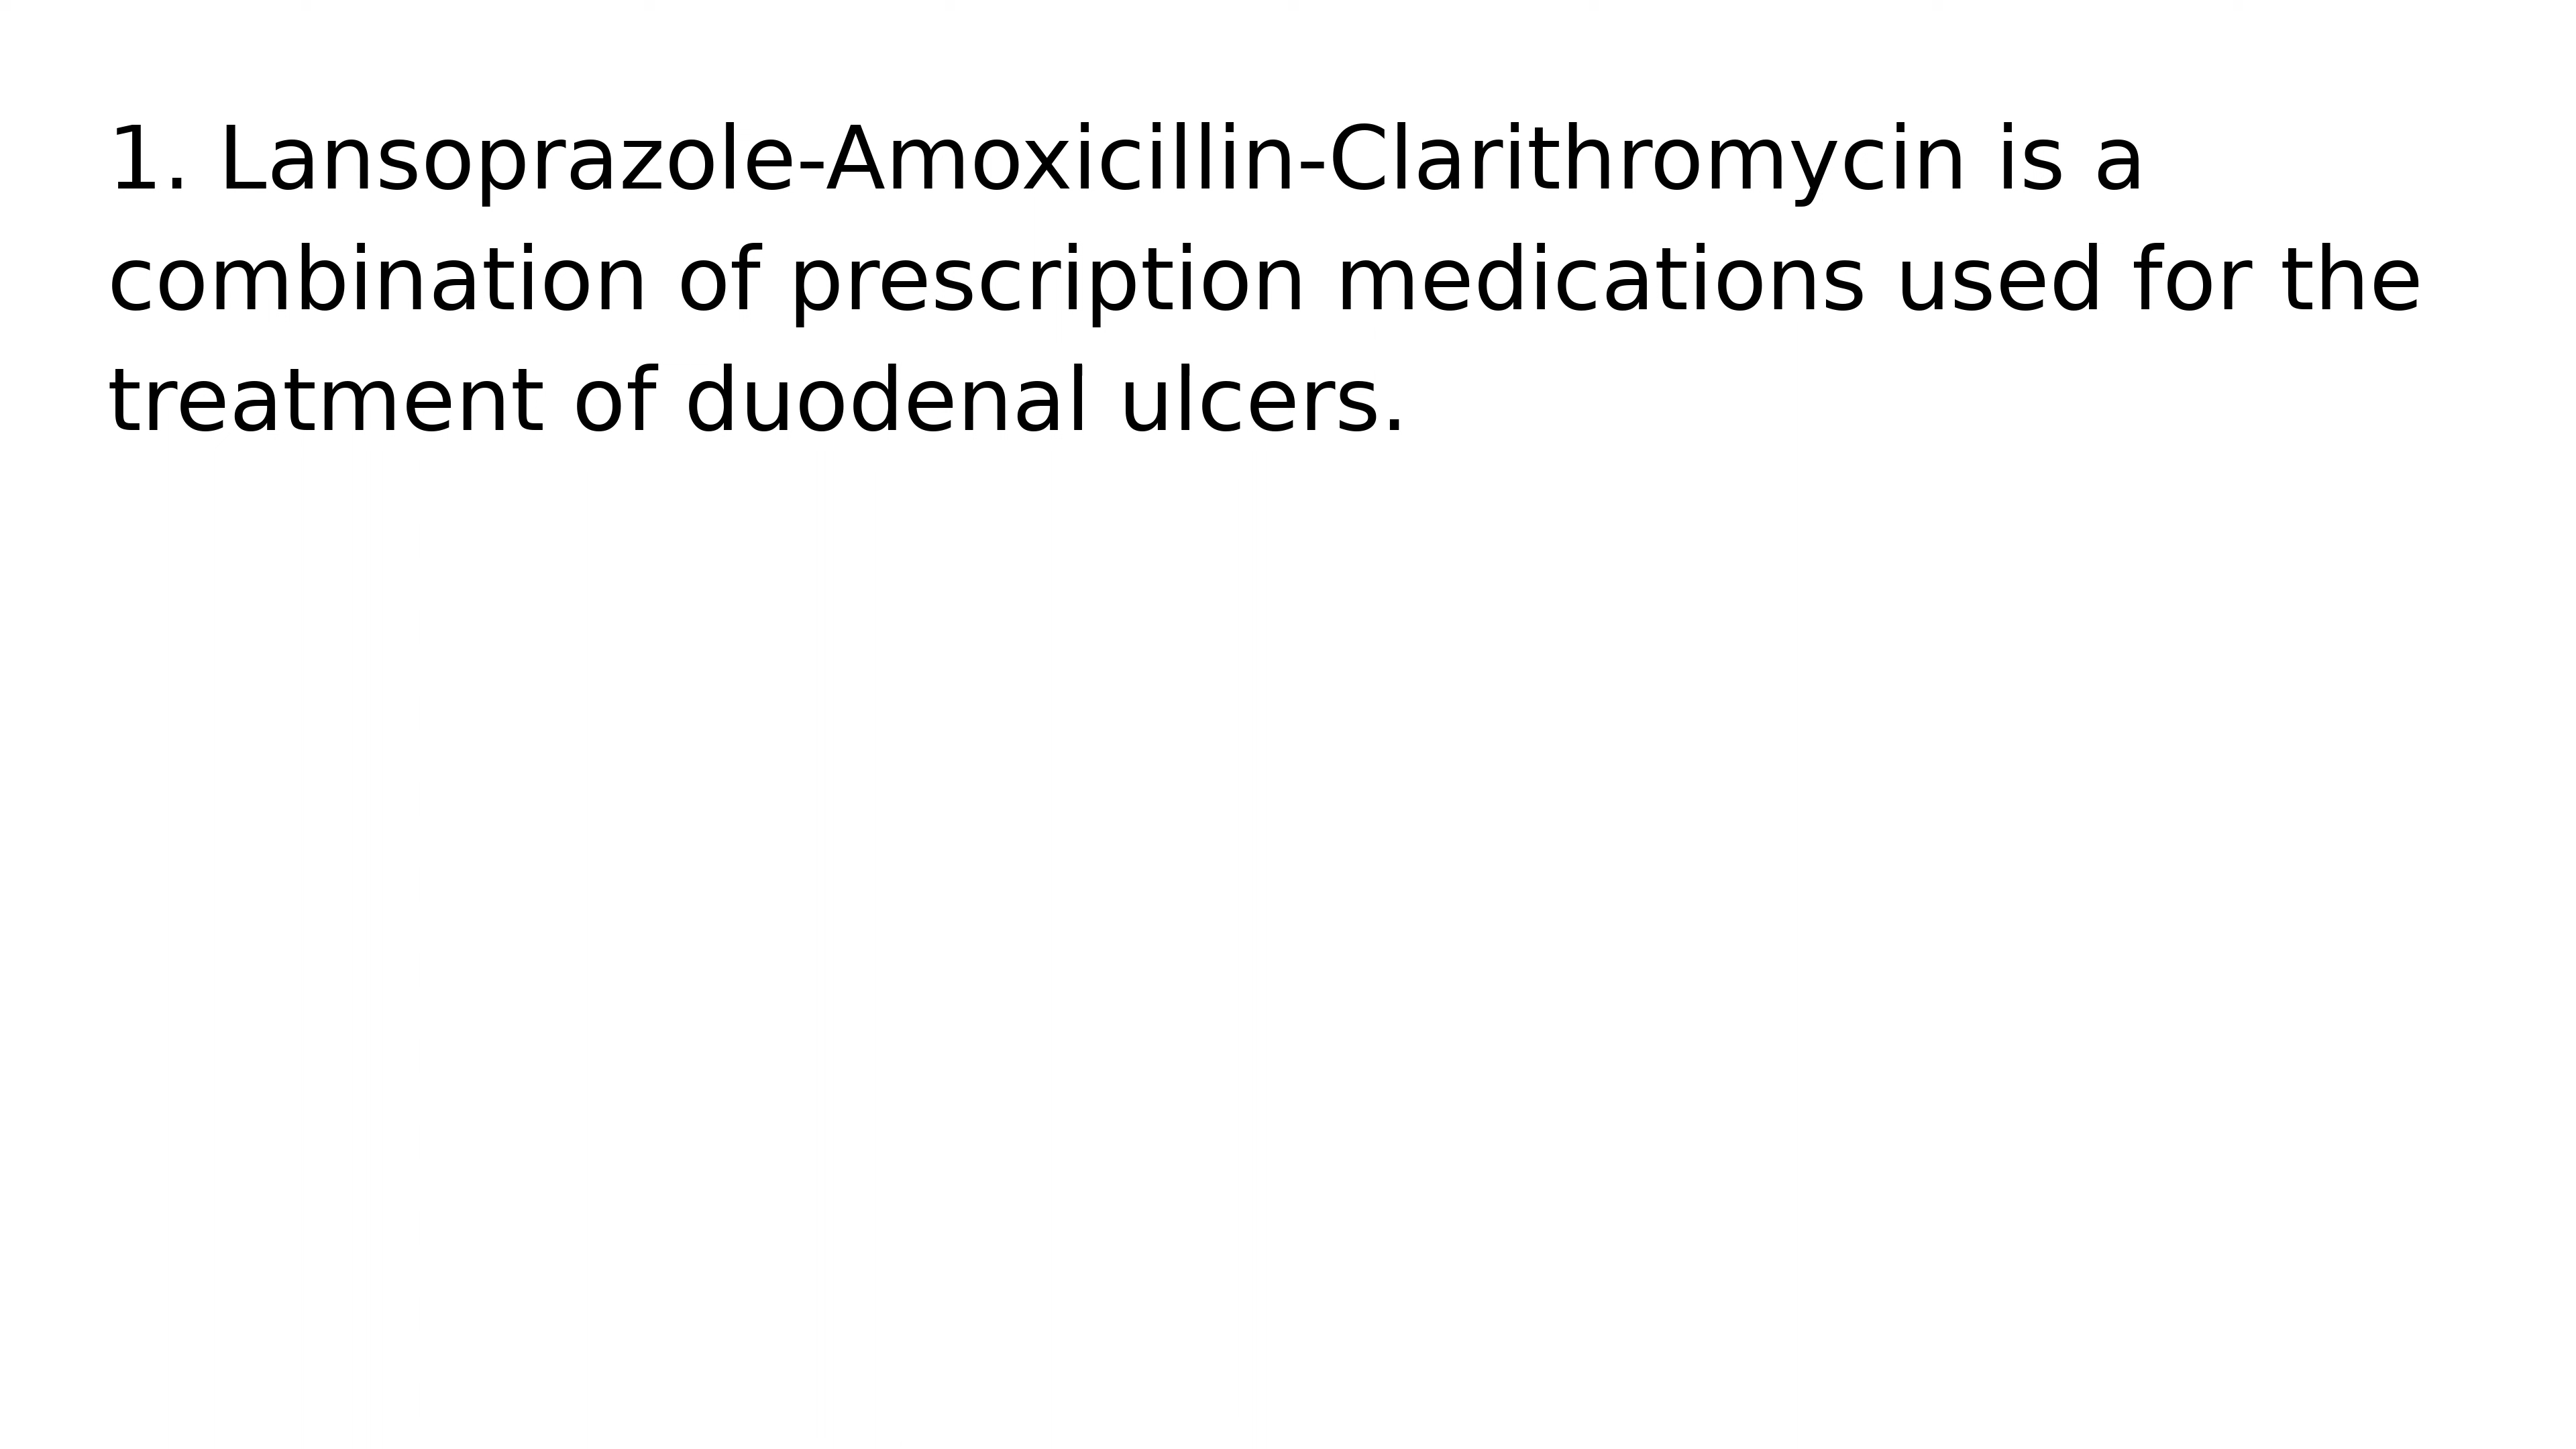 1. Lansoprazole-Amoxicillin-Clarithromycin is a
combination of prescription medications used for the
treatment of duodenal ulcers.